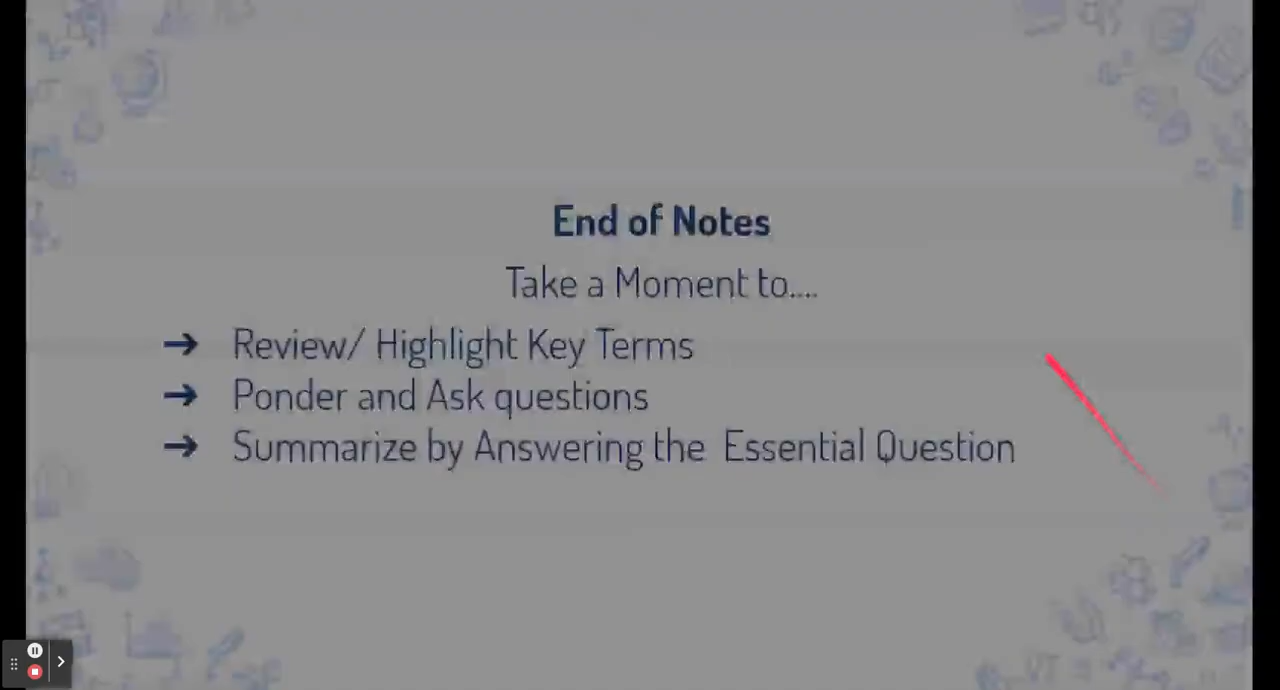 End of Notes
Take a Moment to....
➔ Review/ Highlight Key Terms
➔ Ponder and Ask questions
➔ Summarize by Answering the Essential Question